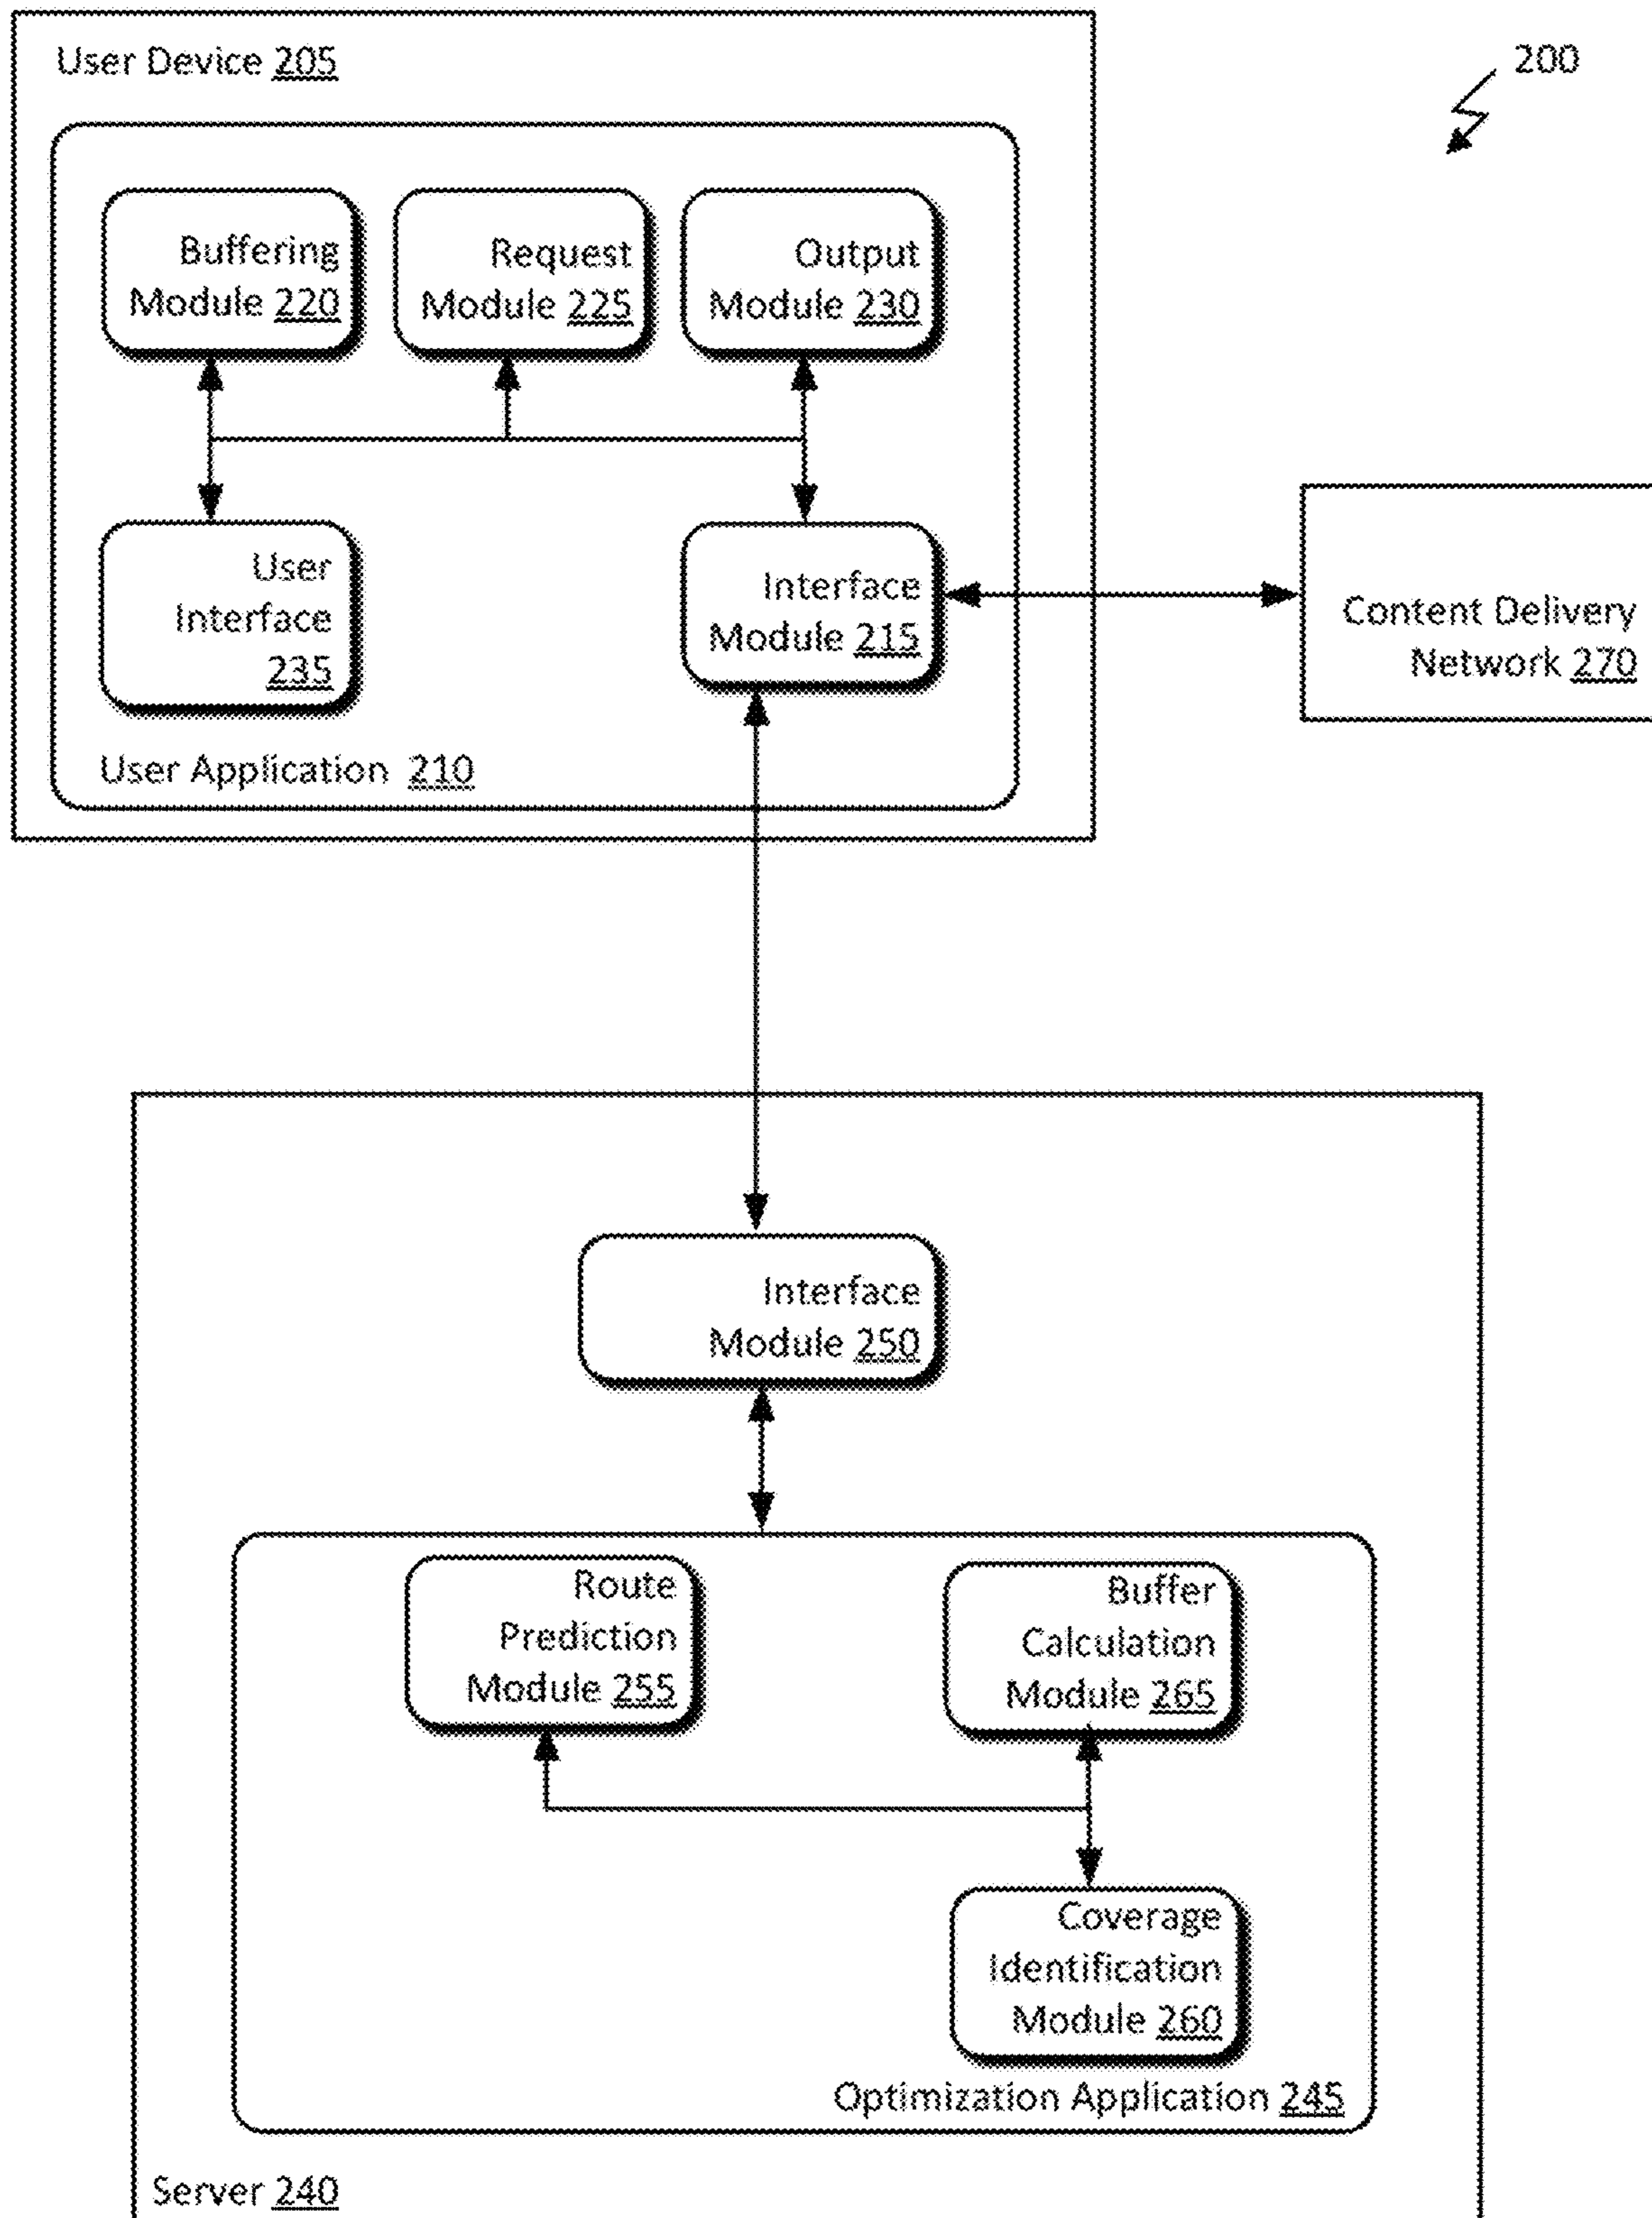 User Device 205
200
Buffering
Module 220
Request
Module 225
Output
Module 230
User
Interface
235
Interface
Module 215
Content Delivery
Network 270
User Application 210
Interface
Module 250
Route
Prediction
Module 255
Buffer
Calculation
Module 265
Coverage
Identification
Module 260
Optimization Application 245
Server 240